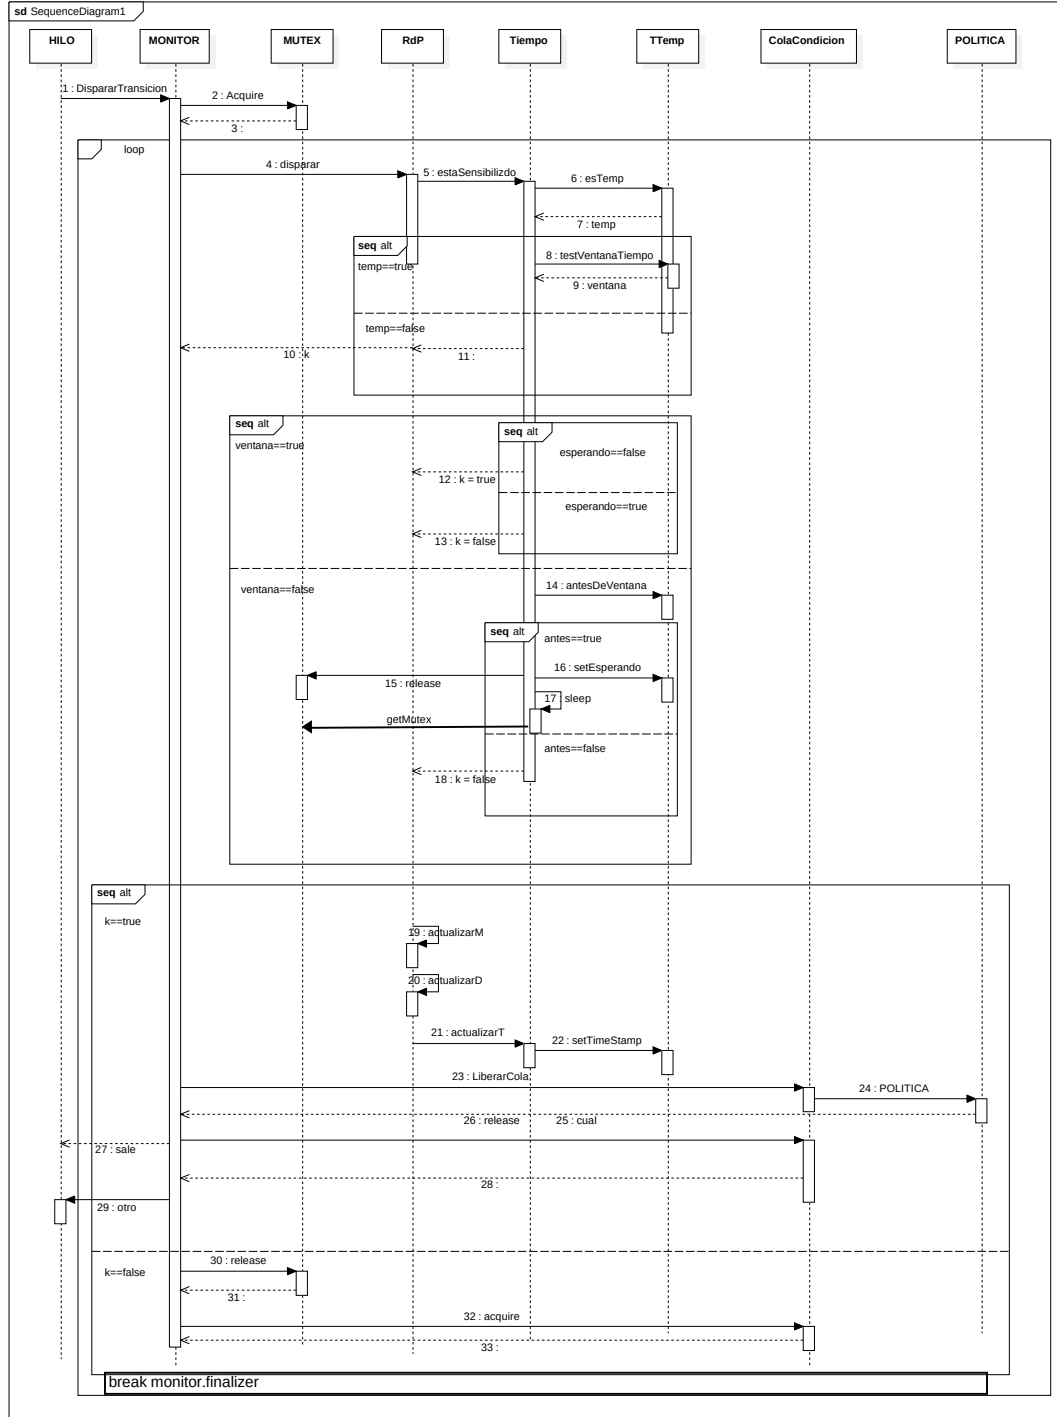 sd SequenceDiagram1
HILO
MONITOR
MUTEX
RdP
Tiempo
TTemp
ColaCondicion
POLITICA
1 : DispararTransicion
2 : Acquire
3 :
loop
4 : disparar
5 : estaSensibilizdo
6 : esTemp
7 : temp
seq alt
temp==true
8 : testVentanaTiempo
9 : ventana
temp==false
10 : k
11 :
seq alt
ventana==true
seq alt
esperando==false
12 : k = true
esperando==true
13 : k = false
ventana==false
14 : antesDeVentana
seq alt
antes==true
15 : release
16 : setEsperando
17 : sleep
getMutex
antes==false
18 : k = false
seq alt
k==true
19 : actualizarM
20 : actualizarD
21 : actualizarT
22 : setTimeStamp
23 : LiberarCola
24 : POLITICA
26 : release
25 : cual
27 : sale
28 :
29 : otro
k==false
30 : release
31 :
32 : acquire
33 :
break monitor.finalizer